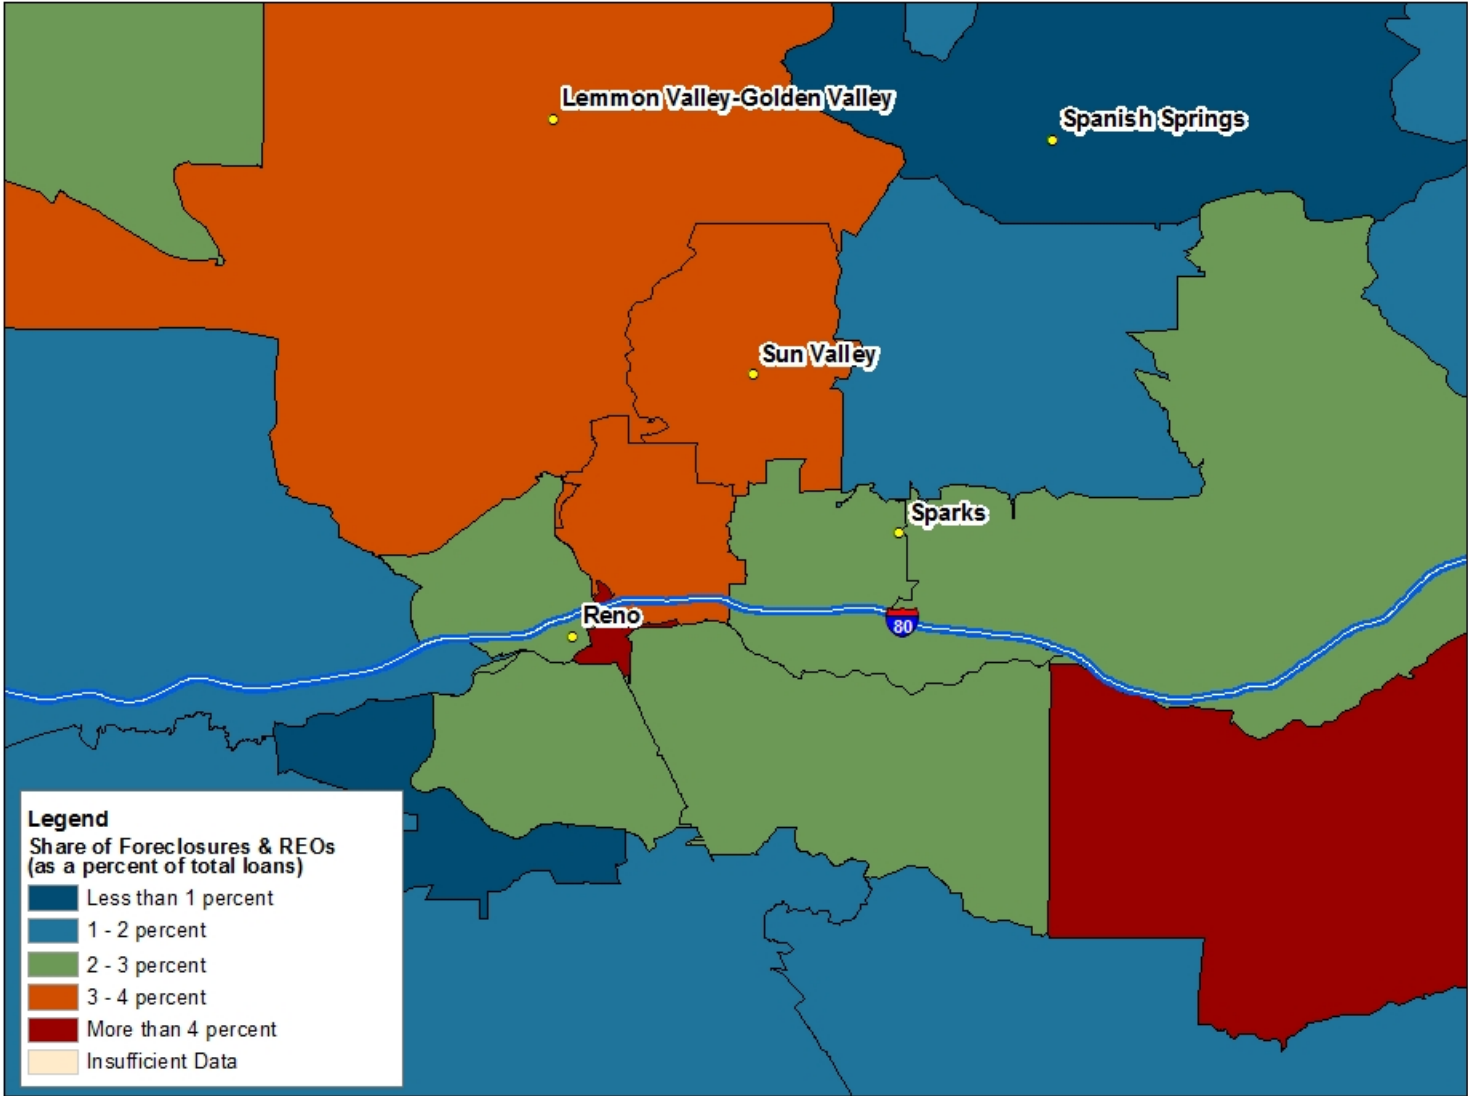 Lemmon Valley-Golden Valley
Spanish Springs
Sun Valley
Sparks
Reno
80
Legend
Share of Foreclosures & REOs
(as a percent of total loans)
Less than 1 percent
1 - 2 percent
2 - 3 percent
3 - 4 percent
More than 4 percent
Insufficient Data